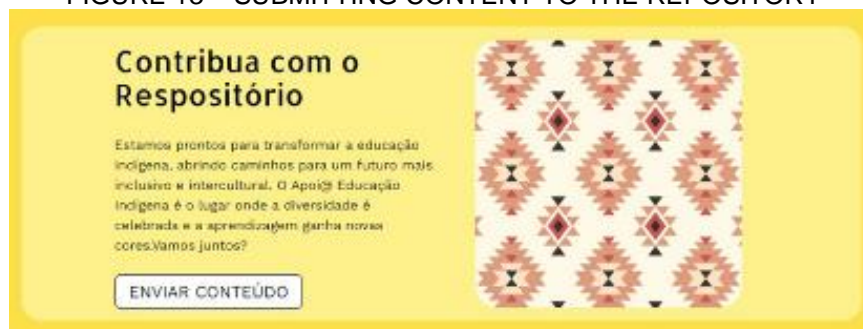 FIGURE 10 – SUBMITTING CONTENT TO THE REPOSITORY
Contribua com o
Respositório
Estamos prontos para transformar a educação
indígena, abrindo caminhos para um futuro mais
inclusivo e intercultural. O Apoi@ Educação
Indígena é o lugar onde a diversidade é
celebrada e a aprendizagem ganha novas
cores.Vamos juntos?
ENVIAR CONTEÚDO